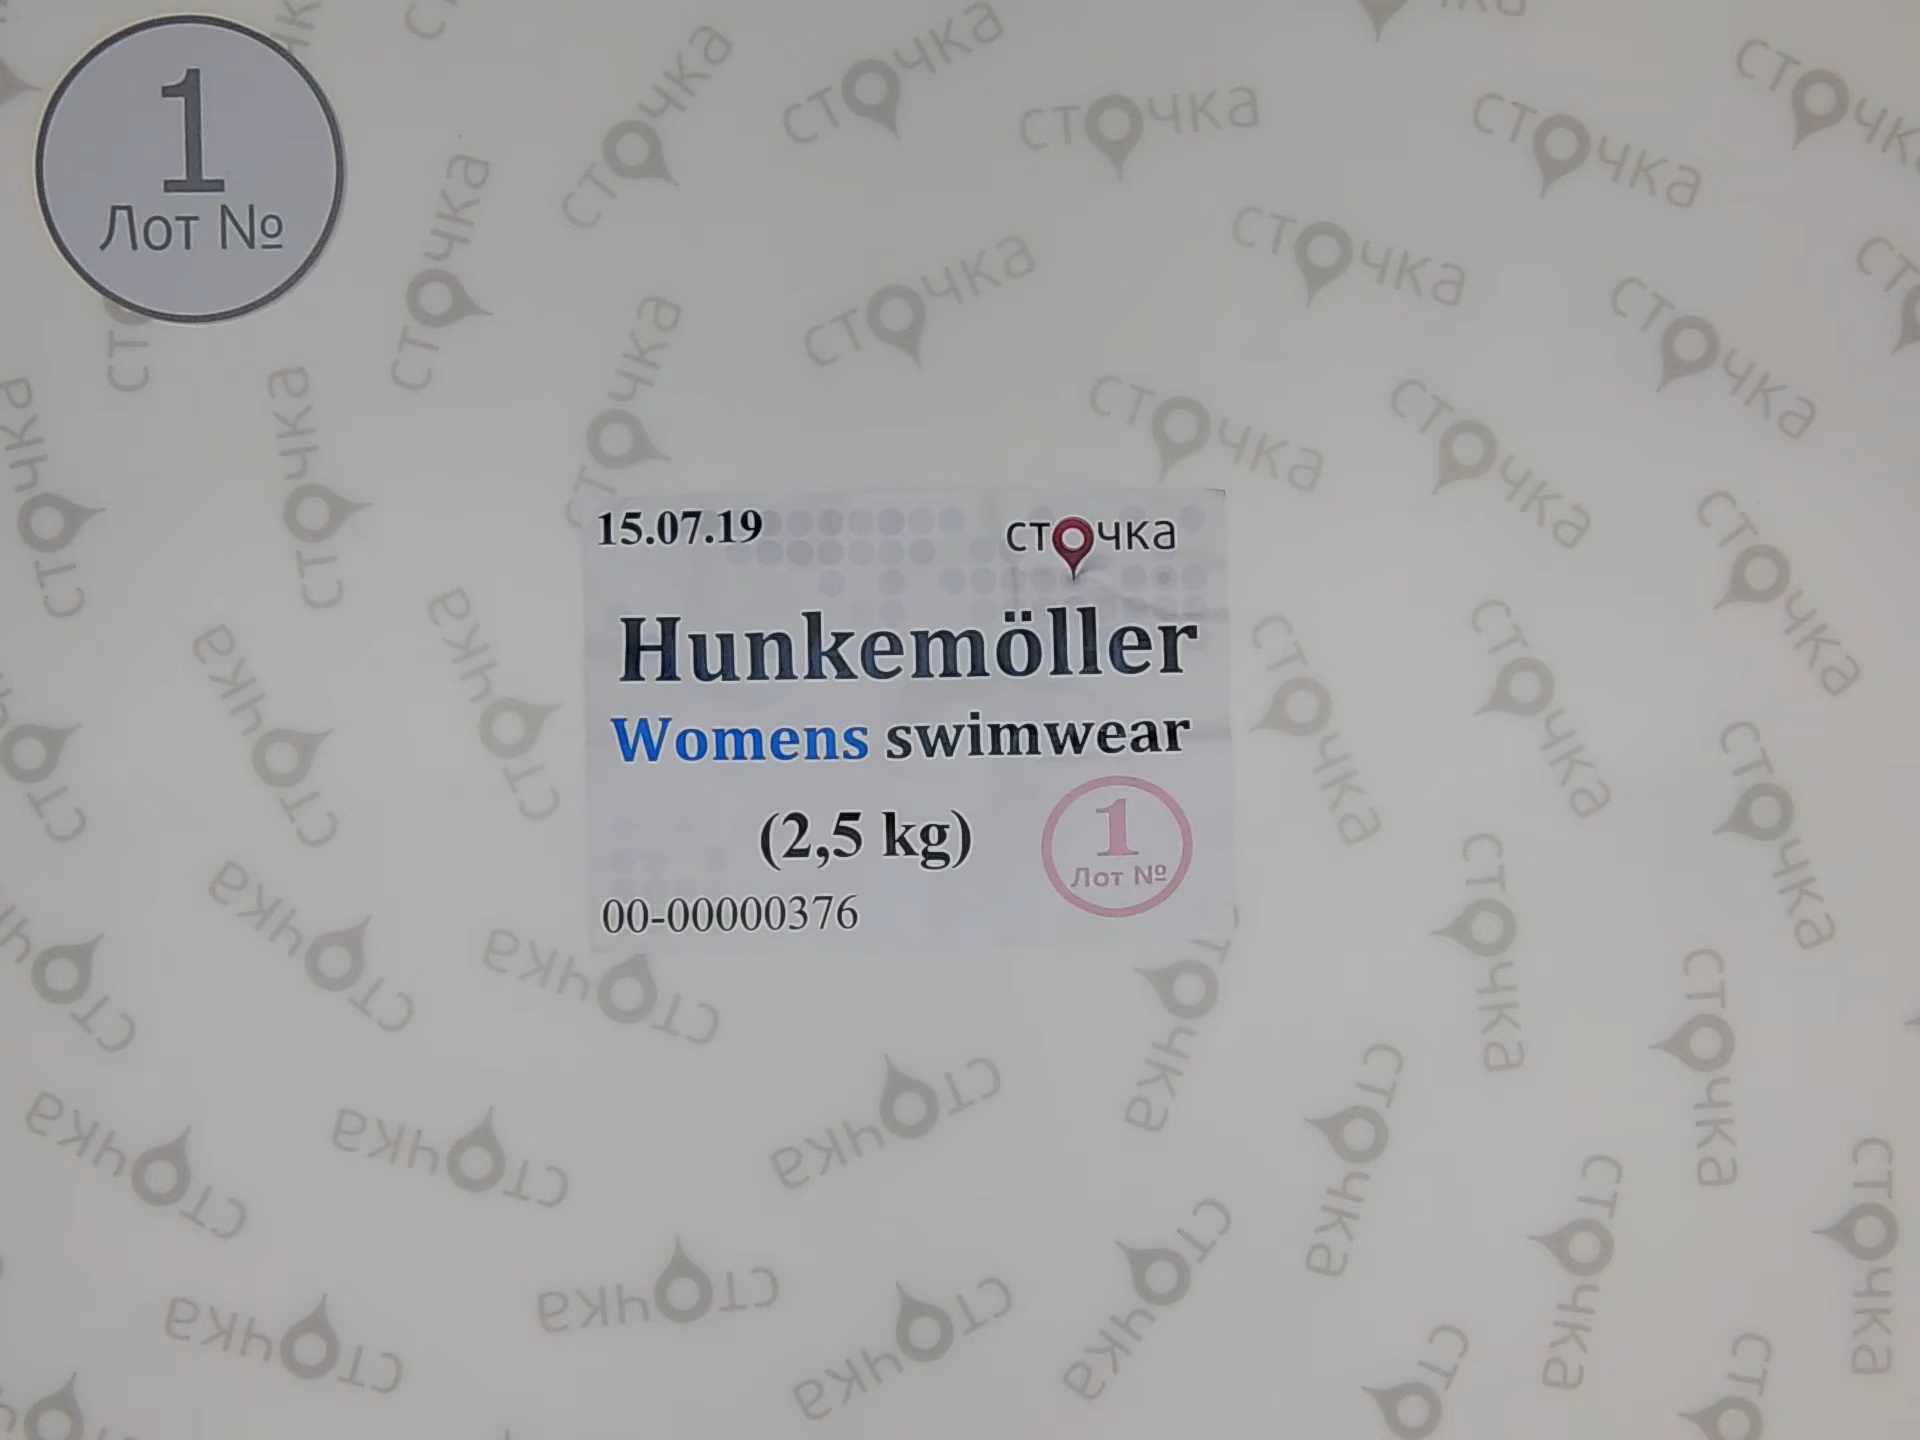 1
Лот №
15.07.19
сточка
Hunkemöller
Womens swimwear
(2,5 kg)
1
Лот №
00-00000376